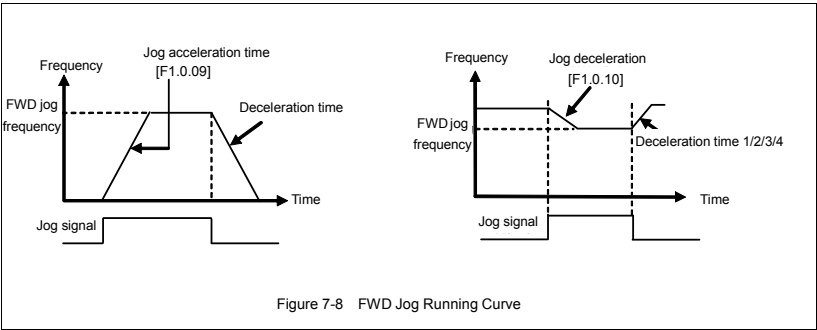 Jog acceleration time
[F1.0.09]
Frequency
FWD jog
frequency
Deceleration time
Time
Jog signal
Frequency
Jog deceleration
[F1.0.10]
FWD jog
frequency
Deceleration time 1/2/3/4
Time
Jog signal
Figure 7-8 FWD Jog Running Curve